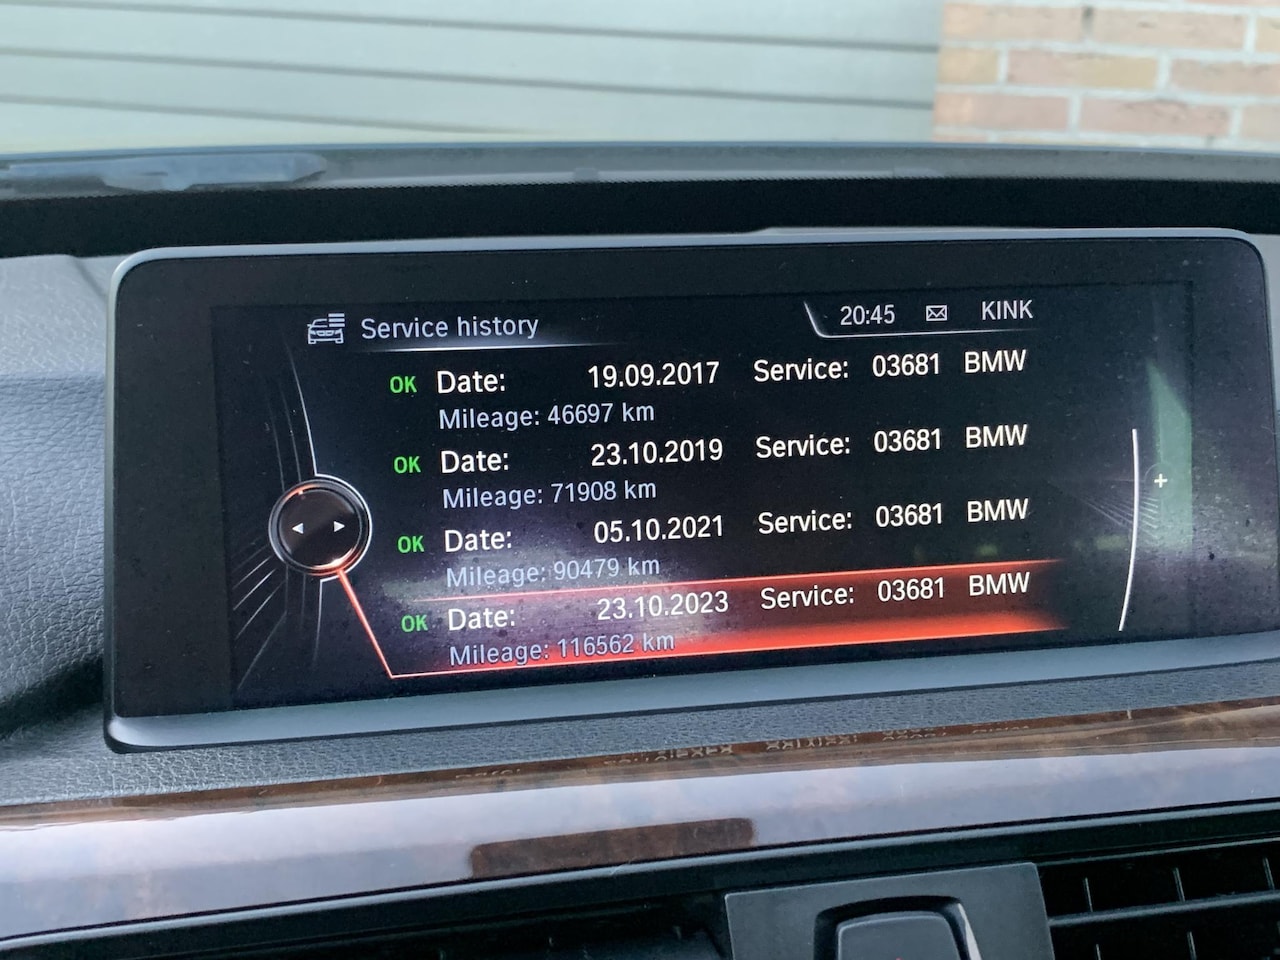 Service history 20:45 KINK
OK Date: 19.09.2017 Service: 03681 BMW
Mileage: 46697 km
OK Date: 23.10.2019 Service: 03681 BMW
Mileage: 71908 km
OK Date: 05.10.2021 Service: 03681 BMW
Mileage: 90479 km
OK Date: 23.10.2023 Service: 03681 BMW
Mileage: 116562 km
+